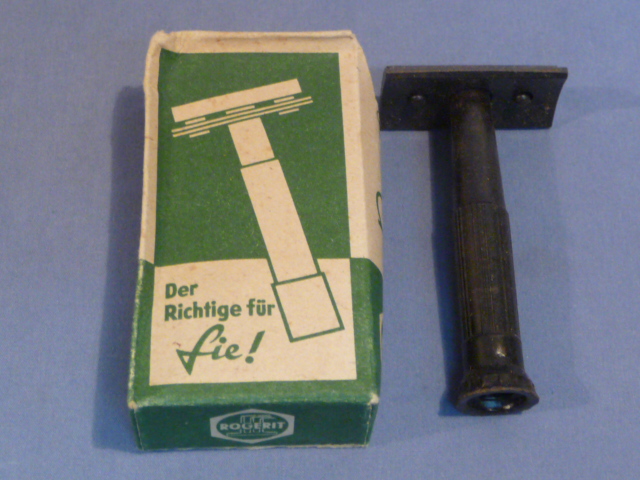 Der
Richtige für
Sie!
ROGERIT